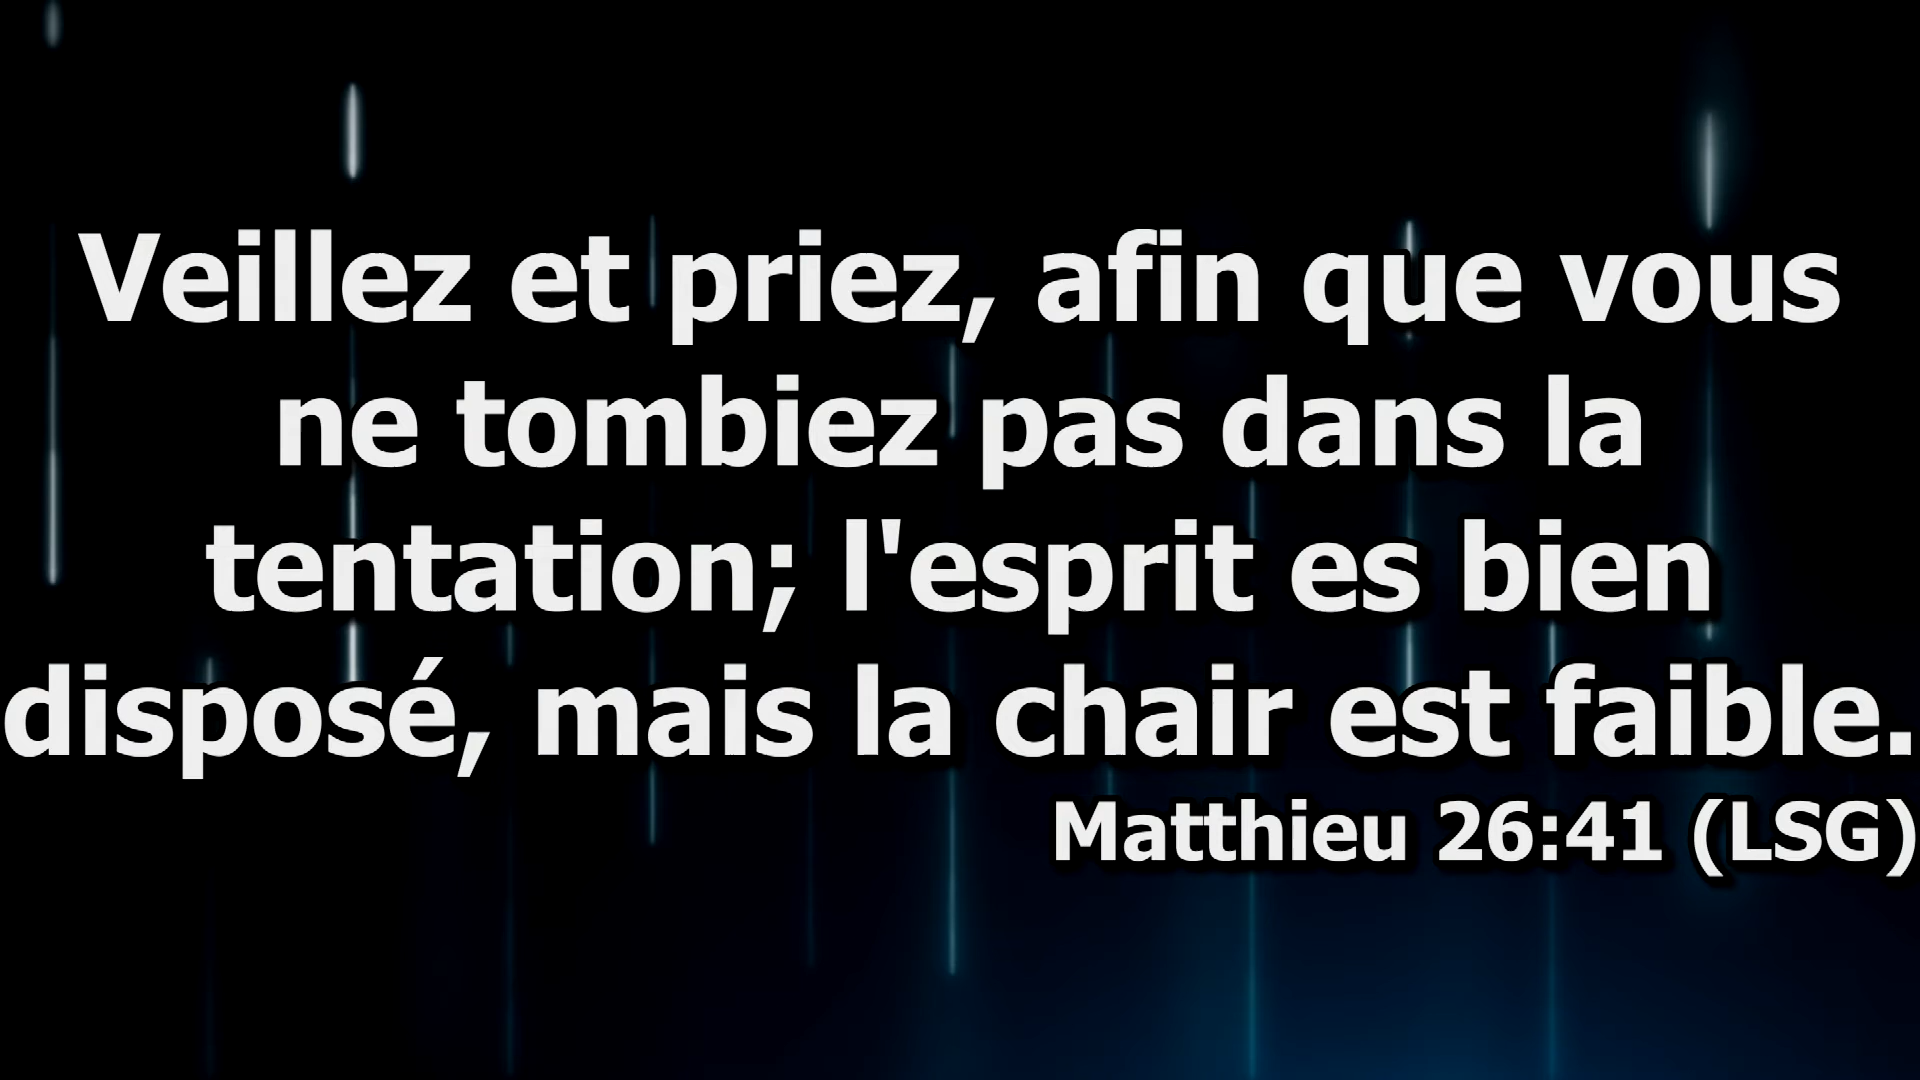 Veillez et priez, afin que vous
ne tombiez pas dans la
tentation; l'esprit es bien
disposé, mais la chair est faible.
Matthieu 26:41 (LSG)